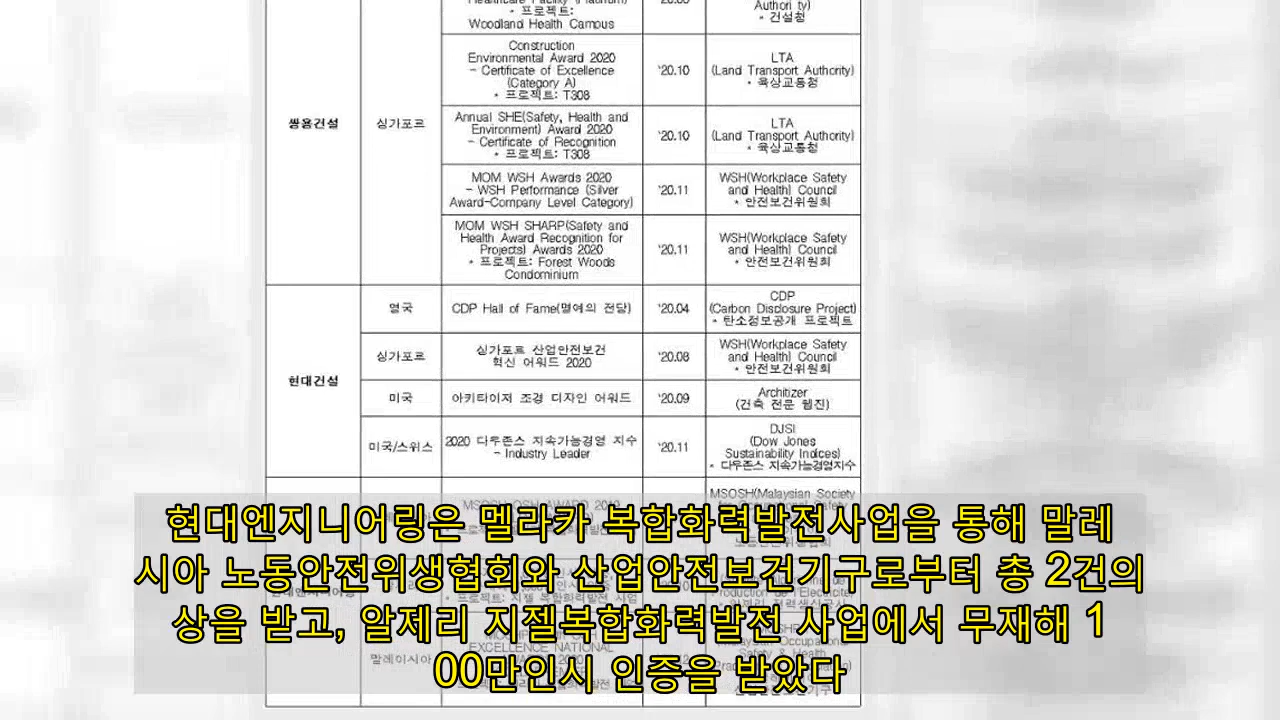 * 프로젝트:
Woodland Health Campus
'20.09
Authority)
* 건설청
쌍용건설
싱가포르
Construction
Environmental Award 2020
- Certificate of Excellence
(Category A)
* 프로젝트: T308
'20.10
LTA
(Land Transport Authority)
* 육상교통청
Annual SHE(Safety, Health and
Environment) Award 2020
- Certificate of Recognition
* 프로젝트: T308
'20.10
LTA
(Land Transport Authority)
* 육상교통청
MOM WSH Awards 2020
- WSH Performance (Silver
Award-Company Level Category)
'20.11
WSH(Workplace Safety
and Health) Council
* 안전보건위원회
MOM WSH SHARP(Safety and
Health Award Recognition for
Projects) Awards 2020
* 프로젝트: Forest Woods
Condominium
'20.11
WSH(Workplace Safety
and Health) Council
* 안전보건위원회
현대건설
영국
CDP Hall of Fame(명예의 전당)
'20.04
CDP
(Carbon Disclosure Project)
* 탄소정보공개 프로젝트
싱가포르
싱가포르 산업안전보건
혁신 어워드 2020
'20.08
WSH(Workplace Safety
and Health) Council
* 안전보건위원회
미국
아키타이저 조경 디자인 어워드
'20.09
Architizer
(건축 전문 웹진)
미국/스위스
2020 다우존스 지속가능경영 지수
- Industry Leader
'20.11
DJSI
(Dow Jones
Sustainability Indices)
* 다우존스 지속가능경영지수
MSOSH(Malaysian Society
말레이시아
현대엔지니어링은 멜라카 복합화력발전사업을 통해 말레
시아 노동안전위생협회와 산업안전보건기구로부터 총 2건의
상을 받고, 알제리 지젤복합화력발전 사업에서 무재해 1
00만인시 인증을 받았다